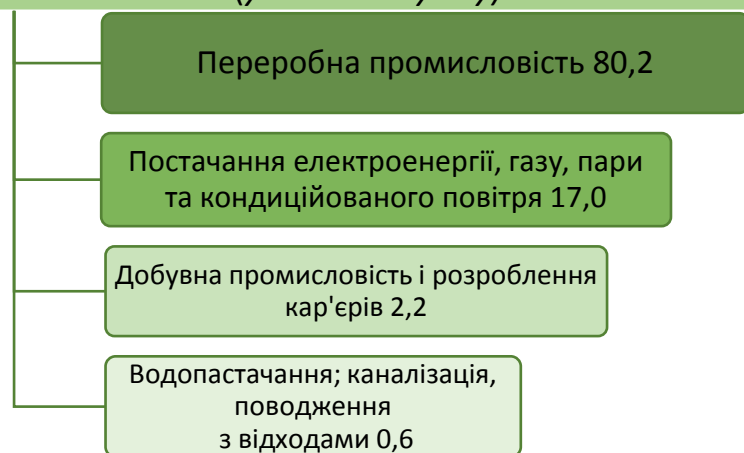 Переробна промисловість 80,2
Постачання електроенергії, газу, пари
та кондиційованого повітря 17,0
Добувна промисловість і розроблення
кар'єрів 2,2
Водопастачання; каналізація,
поводження
з відходами 0,6